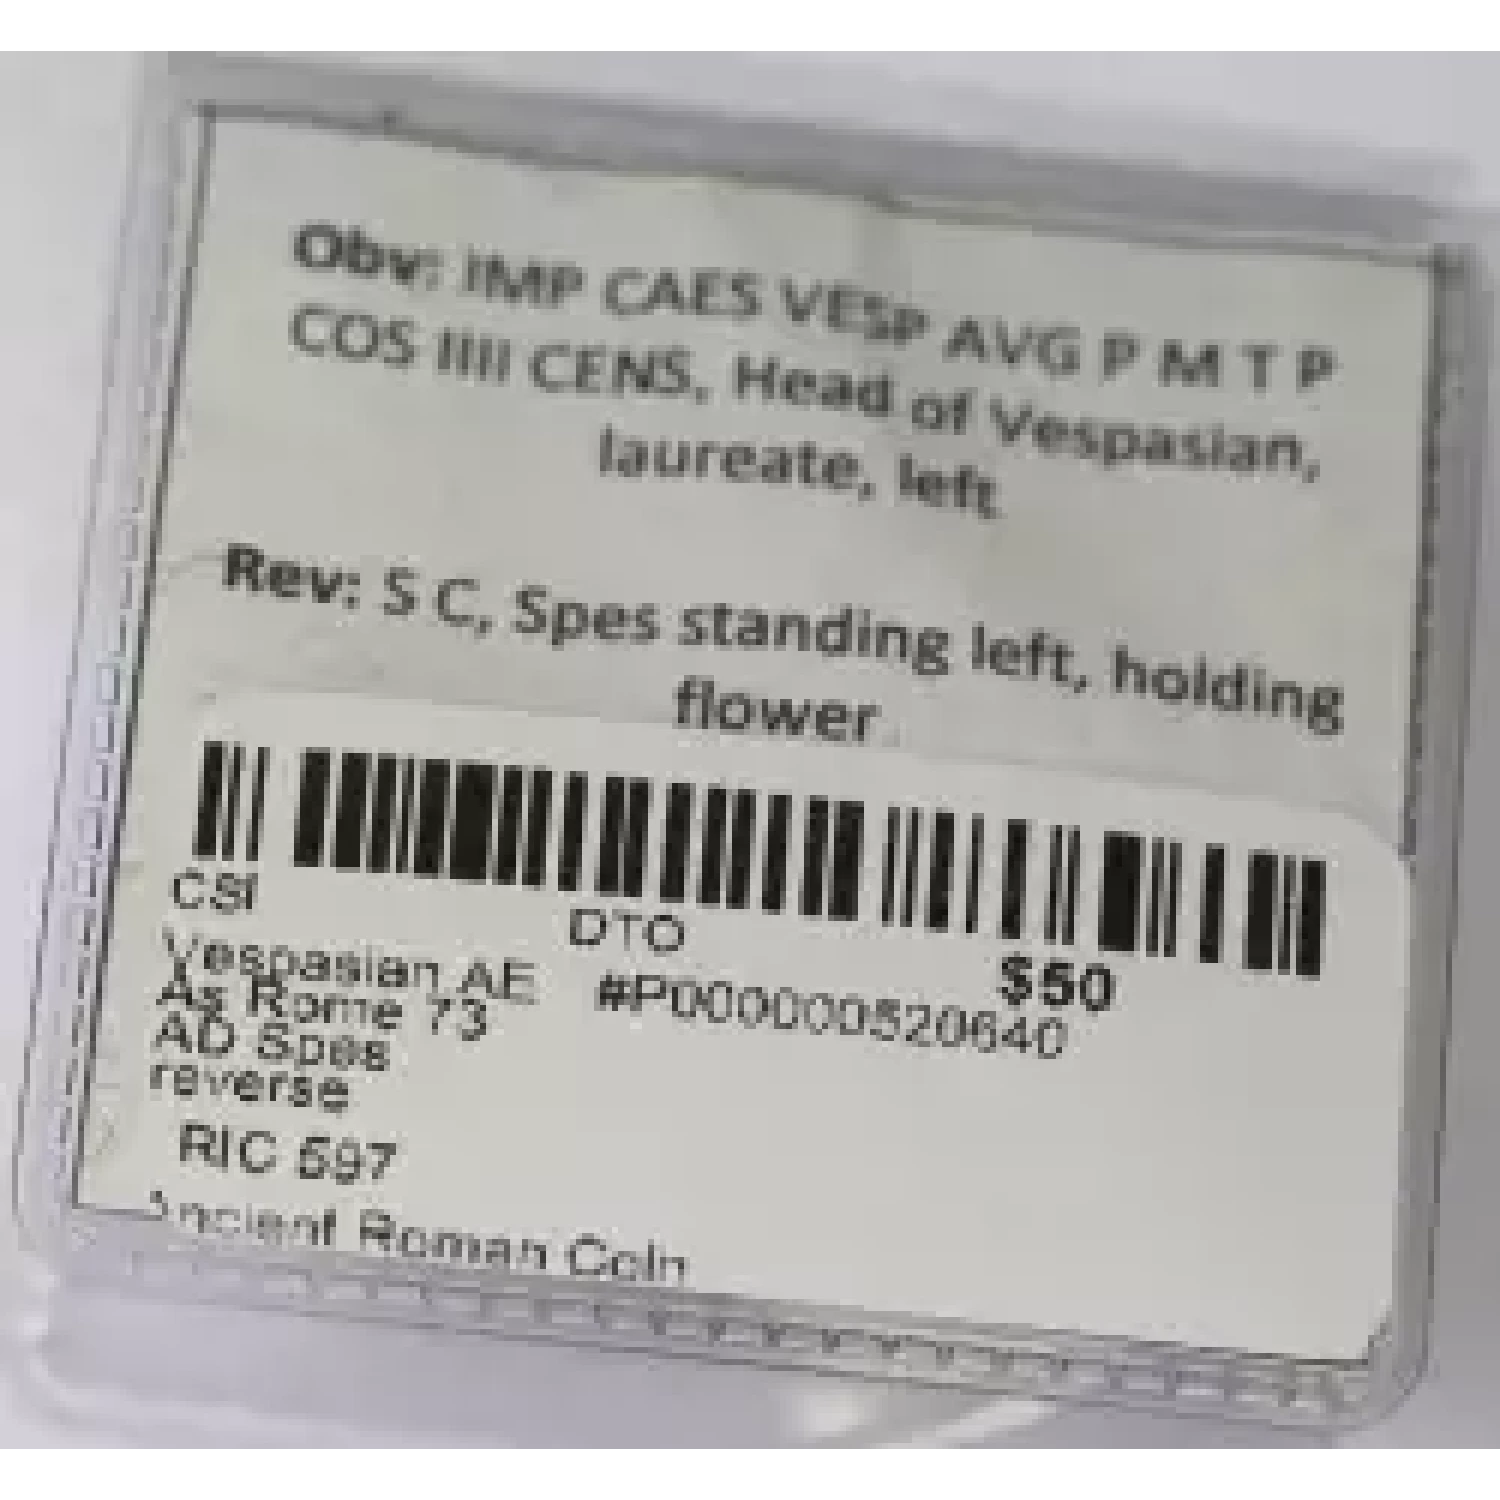 Obv: IMP CAES VESP AVG P M T P
COS IIII CENS, Head of Vespasian,
laureate, left
Rev: S C, Spes standing left, holding
flower
CSI
DTO
$50
Vespasian AE
As Rome 73
AD Spes
reverse
#P000000520640
RIC 597
Ancient Roman Coin